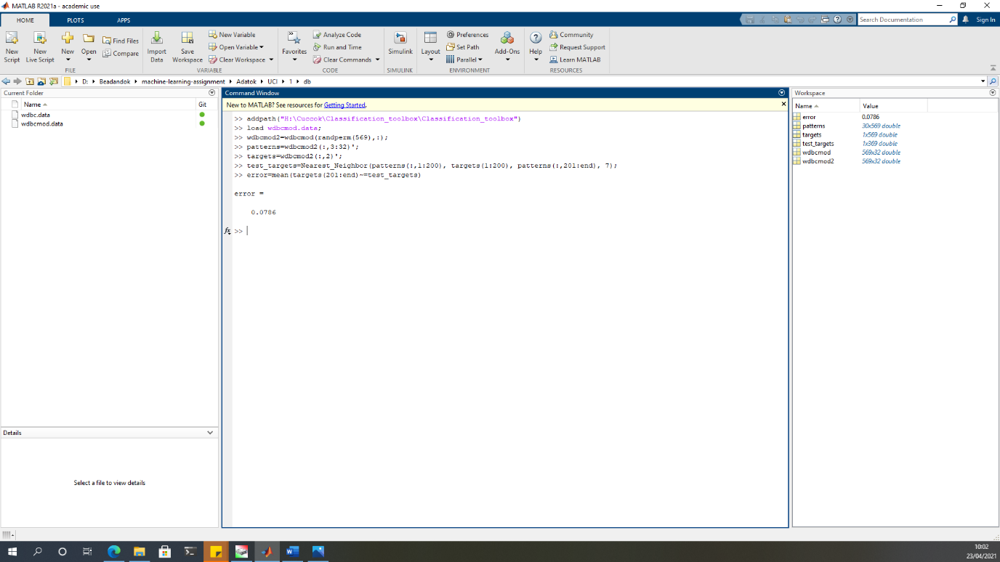 MATLAB R2021a - academic use
HOME PLOTS APPS
Search Documentation
Sign In
New Script
New Live Script
New
Open
Find Files
Compare
Import Data
Save Workspace
New Variable
Open Variable
Clear Workspace
Favorites
Analyze Code
Run and Time
Clear Commands
Simulink
Layout
Preferences
Set Path
Parallel
Add-Ons
Help
Community
Request Support
Learn MATLAB
FILE VARIABLE CODE SIMULINK ENVIRONMENT RESOURCES
D: Beadandok machine-learning-assignment Adatok UCI 1 db
Current Folder
Name Git
wdbc.data
wdbcmod.data
Details
Select a file to view details
Command Window
New to MATLAB? See resources for Getting Started.
>> addpath("H:\Cuccok\Classification_toolbox\Classification_toolbox")
>> load wdbcmod.data;
>> wdbcmod2=wdbcmod(randperm(569),:);
>> patterns=wdbcmod2(:,3:32)';
>> targets=wdbcmod2(:,2)';
>> test_targets=Nearest_Neighbor(patterns(:,1:200), targets(1:200), patterns(:,201:end), 7);
>> error=mean(targets(201:end)~=test_targets)
error =
0.0786
fx >>
Workspace
Name Value
error 0.0786
patterns 30x569 double
targets 1x569 double
test_targets 1x369 double
wdbcmod 569x32 double
wdbcmod2 569x32 double
10:02
23/04/2021